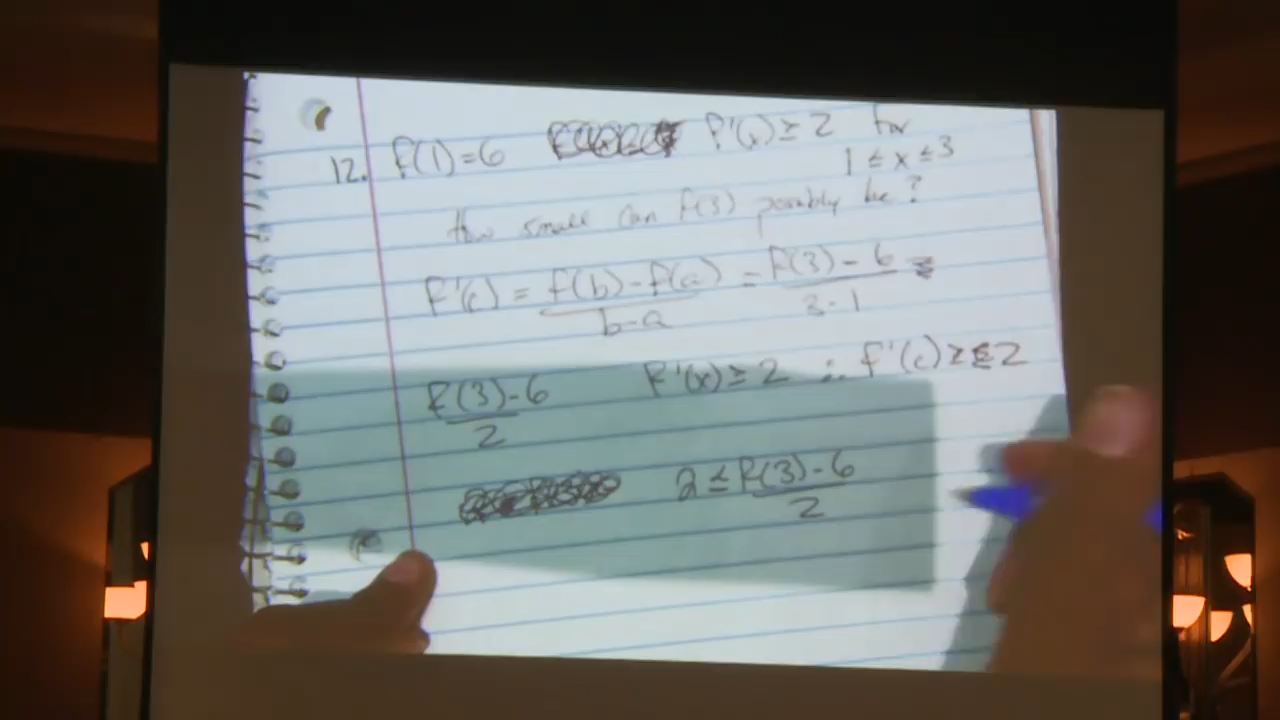 12. f(1)=6 f'(x) ≥ 2 for
1 ≤ x ≤ 3
How small can f(3) possibly be?
f'(c) = f(b)-f(a) / b-a = f(3)-6 / 3-1
f(3)-6 / 2 f'(x) ≥ 2 ∴ f'(c) ≥ 2
2 ≤ f(3)-6 / 2